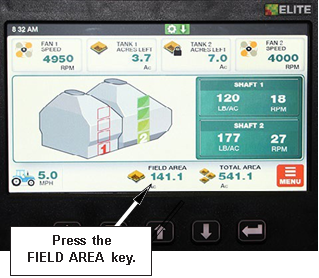 ELITE
8:32 AM
FAN 1 SPEED 4950 RPM
TANK 1 ACRES LEFT 3.7 Ac
TANK 2 ACRES LEFT 7.0 Ac
FAN 2 SPEED 4000 RPM
SHAFT 1
120 LB/AC 18 RPM
SHAFT 2
177 LB/AC 27 RPM
1 2
5.0 MPH
FIELD AREA 141.1 Ac
TOTAL AREA 541.1 Ac
MENU
Press the
FIELD AREA key.